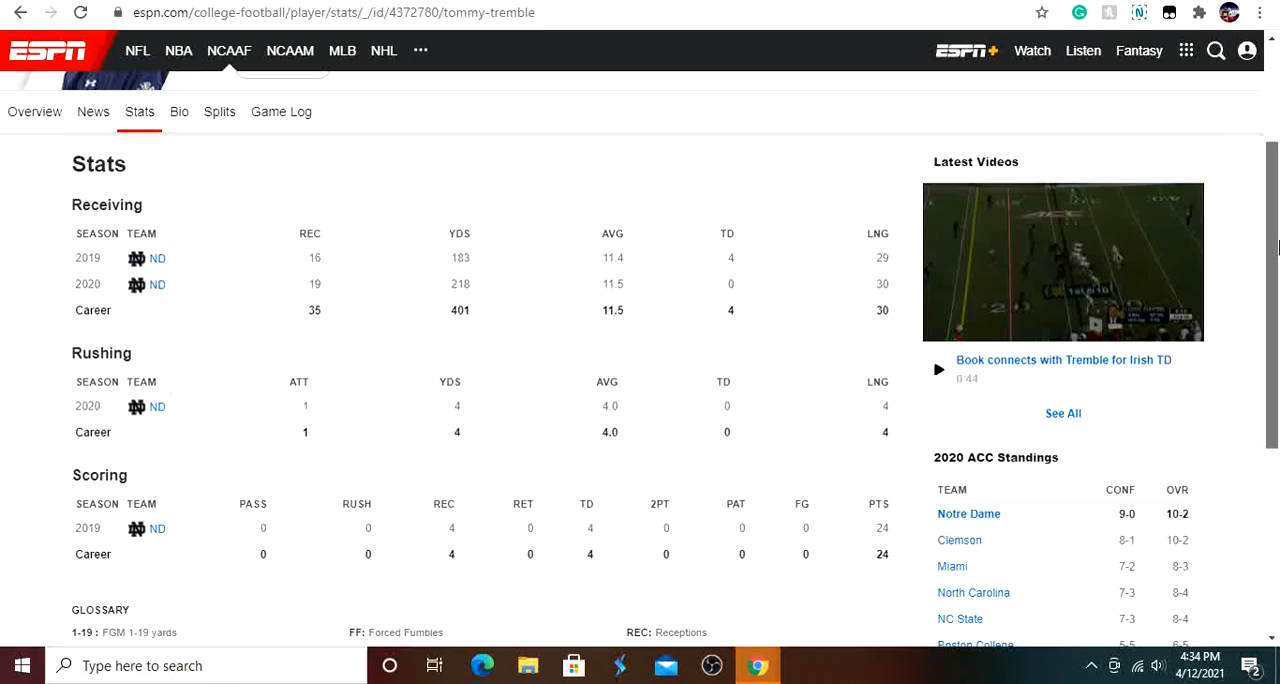 espn.com/college-football/player/stats/_/id/4372780/tommy-tremble
ESPN NFL NBA NCAAF NCAAM MLB NHL ••• ESPN+ Watch Listen Fantasy
Overview News Stats Bio Splits Game Log
Stats
Receiving
SEASON TEAM REC YDS AVG TD LNG
2019 ND 16 183 11.4 4 29
2020 ND 19 218 11.5 0 30
Career 35 401 11.5 4 30
Rushing
SEASON TEAM ATT YDS AVG TD LNG
2020 ND 1 4 4.0 0 4
Career 1 4 4.0 0 4
Scoring
SEASON TEAM PASS RUSH REC RET TD 2PT PAT FG PTS
2019 ND 0 0 4 0 4 0 0 0 24
Career 0 0 4 0 4 0 0 0 24
GLOSSARY
1-19 : FGM 1-19 yards FF: Forced Fumbles REC: Receptions
Latest Videos
Book connects with Tremble for Irish TD
0:44
See All
2020 ACC Standings
TEAM CONF OVR
Notre Dame 9-0 10-2
Clemson 8-1 10-2
Miami 7-2 8-3
North Carolina 7-3 8-4
NC State 7-3 8-4
Boston College 5-5 6-5
Type here to search
4:34 PM
4/12/2021
2